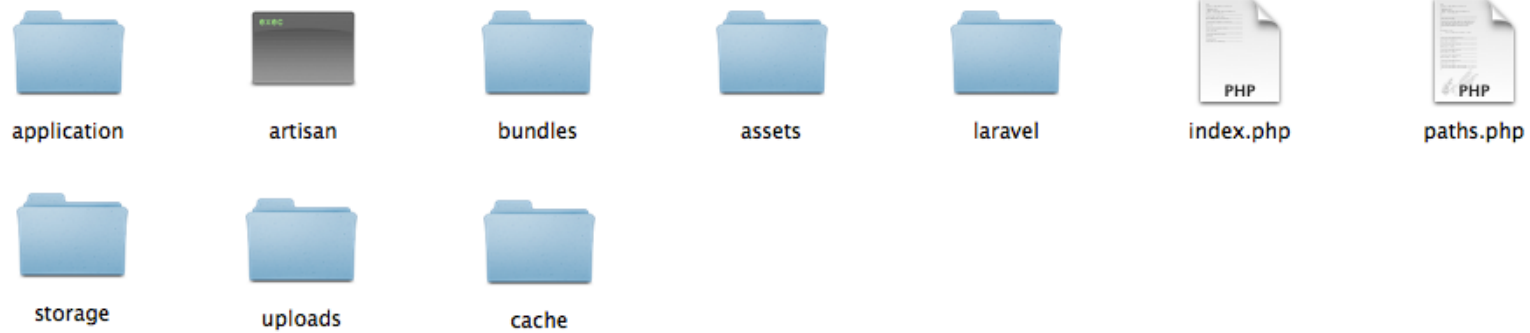 exec
application
artisan
bundles
assets
laravel
PHP
index.php
PHP
paths.php
storage
uploads
cache